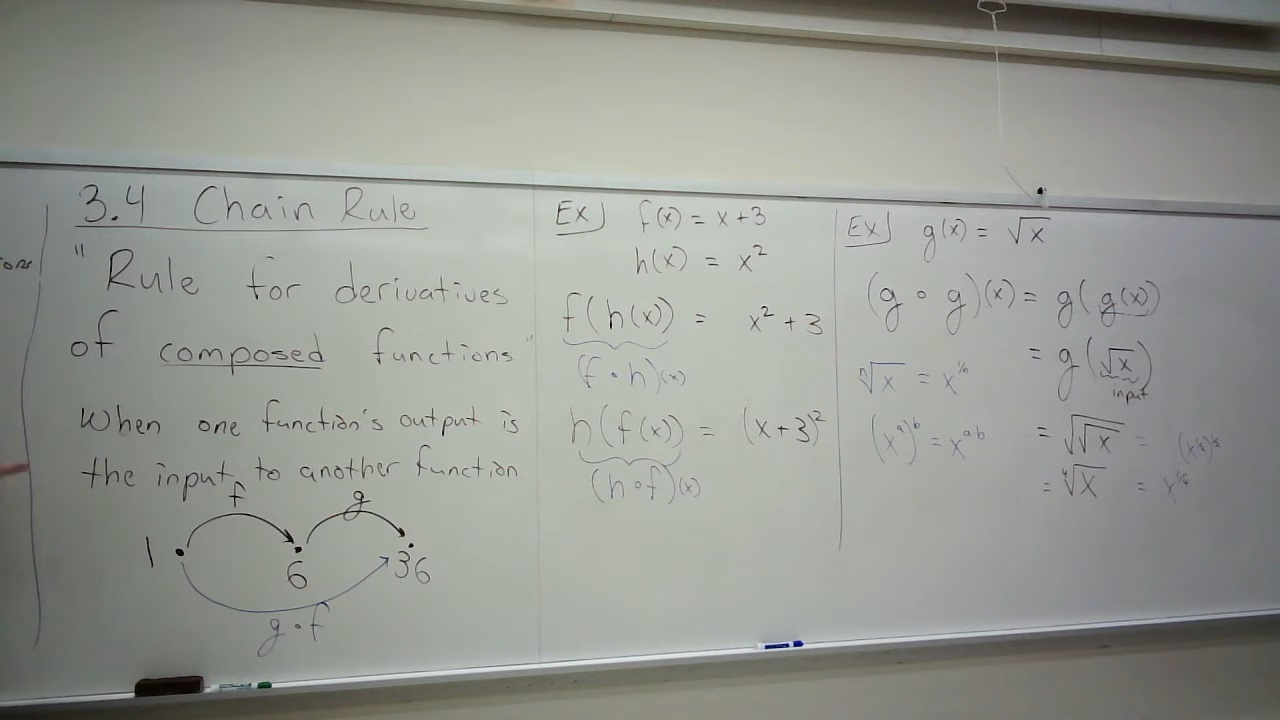 3.4 Chain Rule
"Rule for derivatives
of composed functions"
When one function's output is
the input to another function
f g
1 6 36
g∘f
Ex) f(x) = x + 3
h(x) = x²
f(h(x)) = x² + 3
(f∘h)(x)
h(f(x)) = (x+3)²
(h∘f)(x)
Ex) g(x) = √x
(g∘g)(x) = g(g(x))
= g(√x)
input
ⁿ√x = x^(1/n)
(x^a)^b = x^(ab)
= √√x = (x^(1/2))^(1/2)
= ⁴√x = x^(1/4)